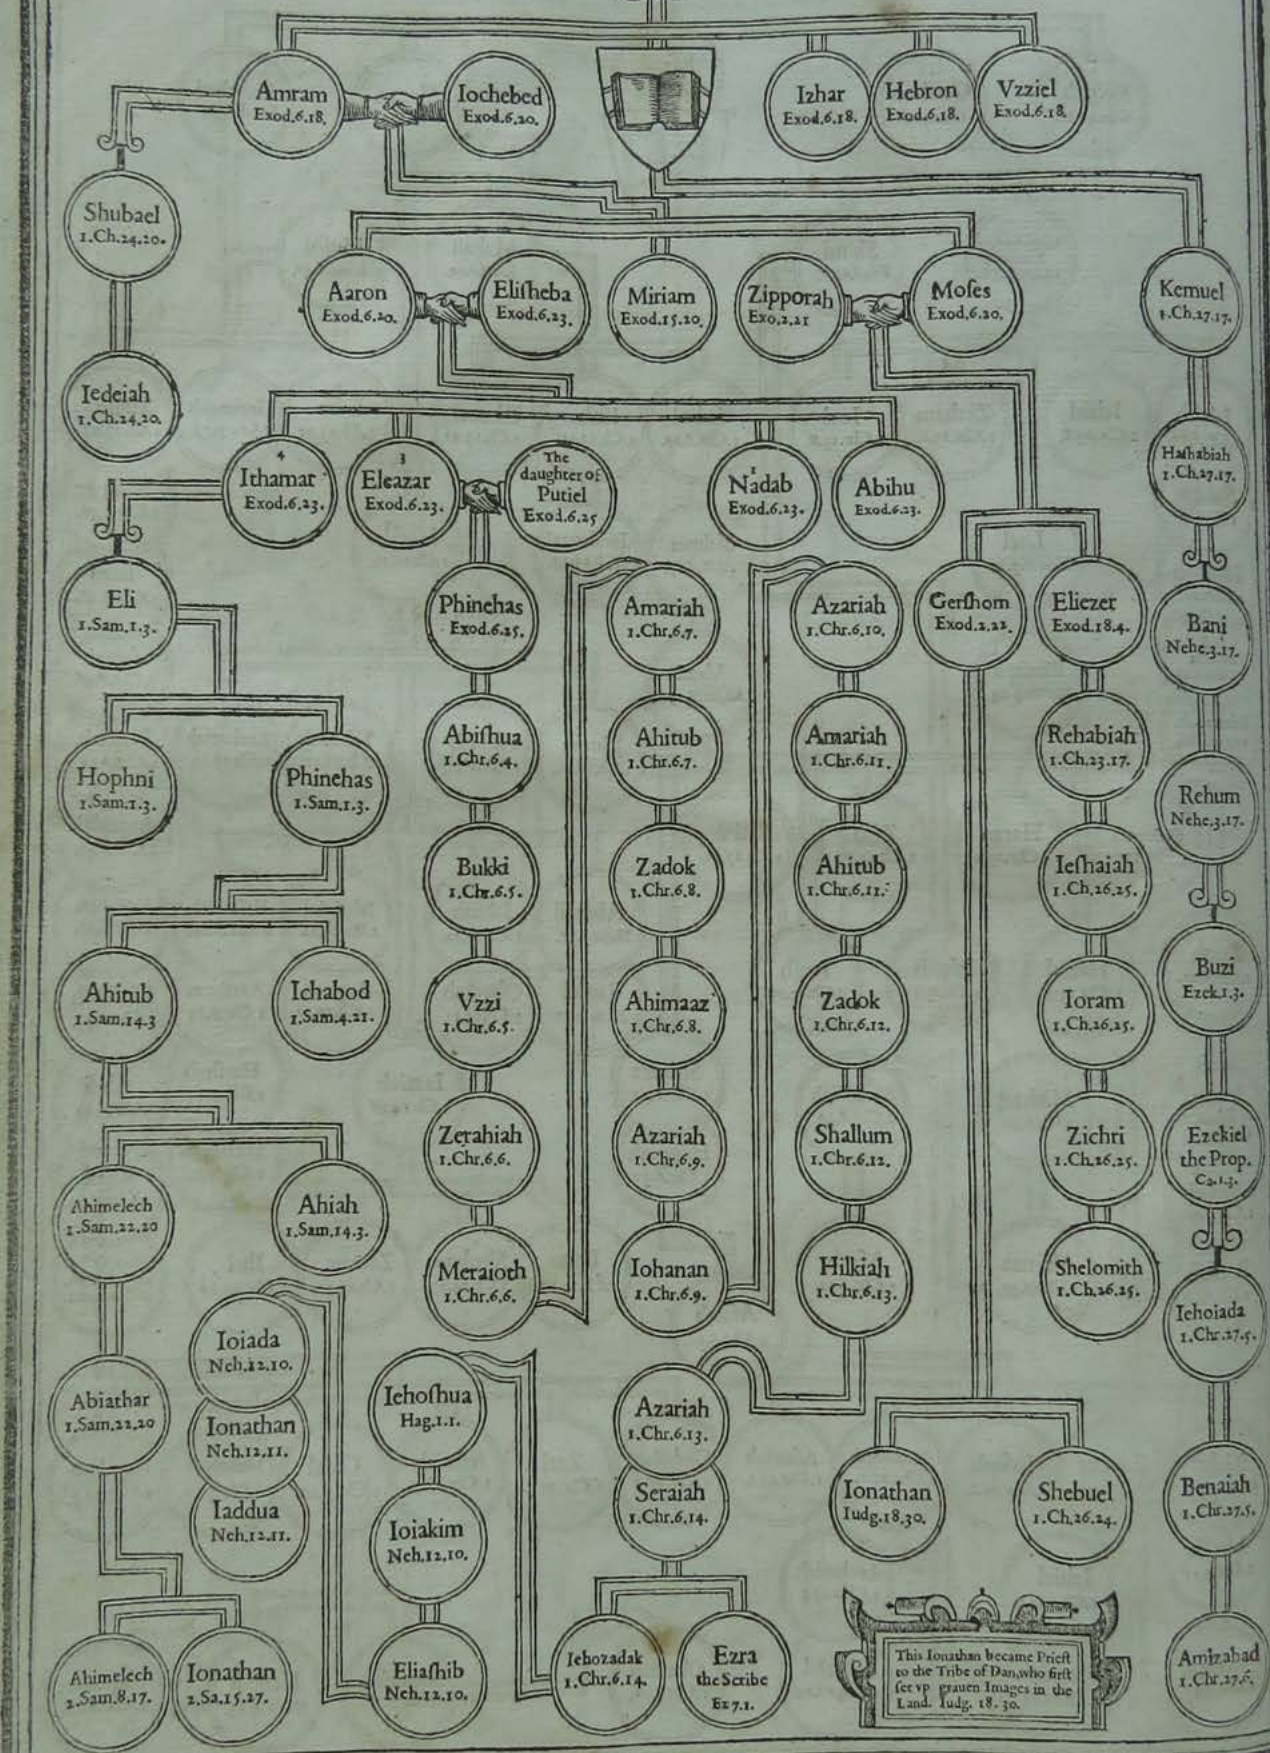 Amram
Exod.6.18.
Iochebed
Exod.6.20.
Izhar
Exod.6.18.
Hebron
Exod.6.18.
Vzziel
Exod.6.18.
Shubael
1.Ch.24.20.
Aaron
Exod.6.20.
Eliſheba
Exod.6.23.
Miriam
Exod.15.20.
Zipporah
Exo.2.21
Moſes
Exod.6.20.
Kemuel
1.Ch.27.17.
Iedeiah
1.Ch.24.20.
4
Ithamar
Exod.6.23.
3
Eleazar
Exod.6.23.
The
daughter of
Putiel
Exod.6.25
1
Nadab
Exod.6.23.
Abihu
Exod.6.23.
Haſhabiah
1.Ch.27.17.
Eli
1.Sam.1.3.
Phinehas
Exod.6.25.
Amariah
1.Chr.6.7.
Azariah
1.Chr.6.10.
Gerſhom
Exod.2.22.
Eliezer
Exod.18.4.
Bani
Nehe.3.17.
Hophni
1.Sam.1.3.
Phinehas
1.Sam.1.3.
Abiſhua
1.Chr.6.4.
Ahitub
1.Chr.6.7.
Amariah
1.Chr.6.11.
Rehabiah
1.Ch.23.17.
Rehum
Nehe.3.17.
Bukki
1.Chr.6.5.
Zadok
1.Chr.6.8.
Ahitub
1.Chr.6.11.
Ieſhaiah
1.Ch.26.25.
Ahitub
1.Sam.14.3
Ichabod
1.Sam.4.21.
Vzzi
1.Chr.6.5.
Ahimaaz
1.Chr.6.8.
Zadok
1.Chr.6.12.
Ioram
1.Ch.26.25.
Buzi
Ezek.1.3.
Zerahiah
1.Chr.6.6.
Azariah
1.Chr.6.9.
Shallum
1.Chr.6.12.
Zichri
1.Ch.26.25.
Ezekiel
the Prop.
Ca.1.3.
Ahimelech
1.Sam.22.20
Ahiah
1.Sam.14.3.
Meraioth
1.Chr.6.6.
Iohanan
1.Chr.6.9.
Hilkiah
1.Chr.6.13.
Shelomith
1.Ch.26.25.
Iehoiada
1.Chr.27.5.
Ioiada
Neh.12.10.
Abiathar
1.Sam.22.20
Ionathan
Neh.12.11.
Iaddua
Neh.12.11.
Iehoſhua
Hag.1.1.
Azariah
1.Chr.6.13.
Seraiah
1.Chr.6.14.
Ionathan
Iudg.18.30.
Shebuel
1.Ch.26.24.
Benaiah
1.Chr.27.5.
Ioiakim
Neh.12.10.
Ahimelech
2.Sam.8.17.
Ionathan
2.Sa.15.27.
Eliaſhib
Neh.12.10.
Iehozadak
1.Chr.6.14.
Ezra
the Scribe
Ez 7.1.
This Ionathan became Prieſt
to the Tribe of Dan, who firſt
ſet vp grauen Images in the
Land. Iudg. 18. 30.
Amizabad
1.Chr.27.6.